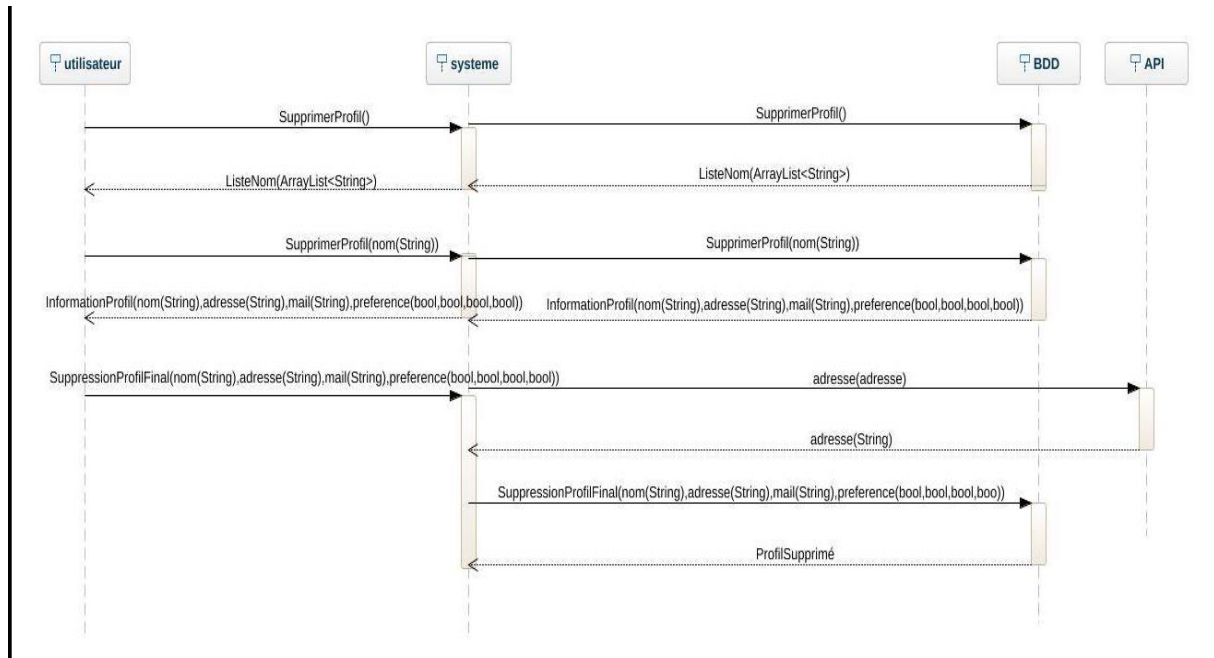 utilisateur
systeme
BDD
API
SupprimerProfil()
SupprimerProfil()
ListeNom(ArrayList<String>)
ListeNom(ArrayList<String>)
SupprimerProfil(nom(String))
SupprimerProfil(nom(String))
InformationProfil(nom(String),adresse(String),mail(String),preference(bool,bool,bool,bool))
InformationProfil(nom(String),adresse(String),mail(String),preference(bool,bool,bool,bool))
SuppressionProfilFinal(nom(String),adresse(String),mail(String),preference(bool,bool,bool,bool))
adresse(adresse)
adresse(String)
SuppressionProfilFinal(nom(String),adresse(String),mail(String),preference(bool,bool,bool,boo))
ProfilSupprimé